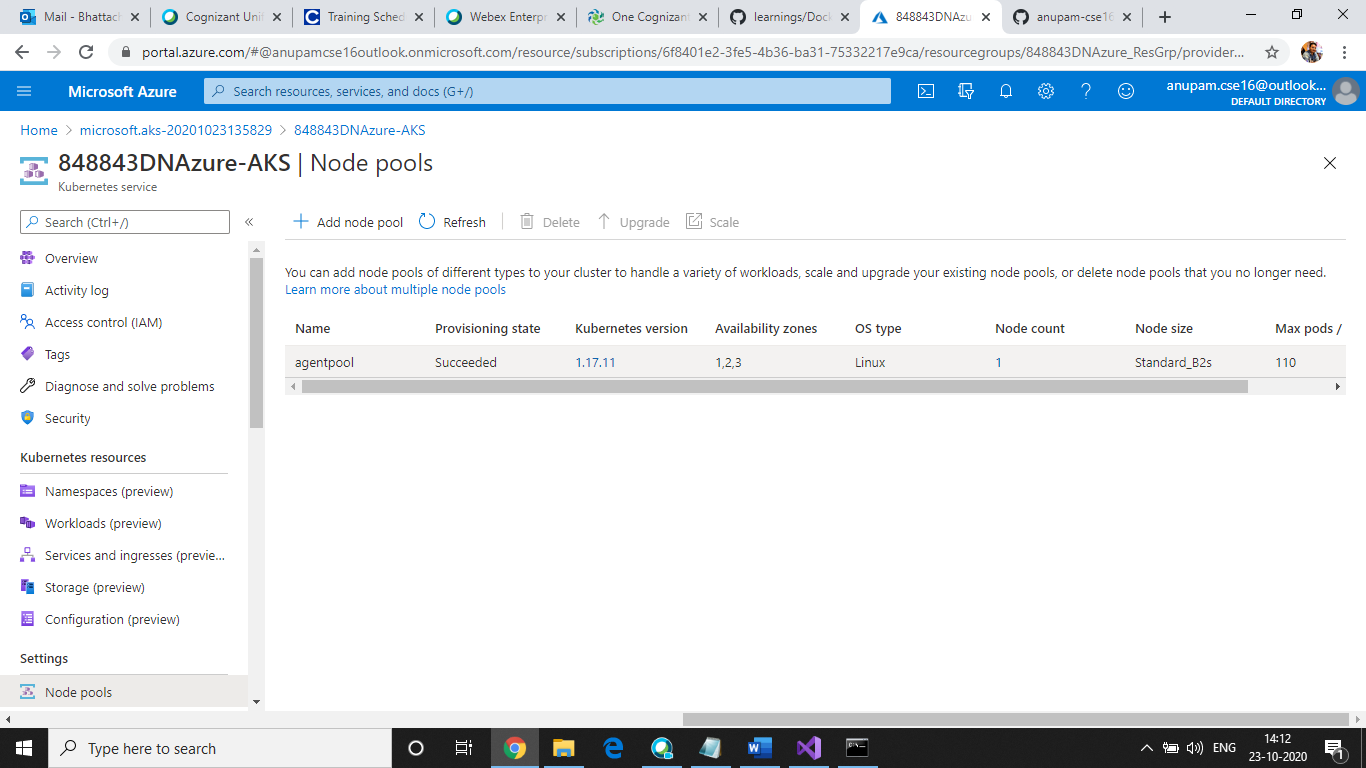 Mail - Bhattach
Cognizant Unit
Training Sched
Webex Enterpr
One Cognizant
learnings/Dock
848843DNAzu
anupam-cse16
portal.azure.com/#@anupamcse16outlook.onmicrosoft.com/resource/subscriptions/6f8401e2-3fe5-4b36-ba31-75332217e9ca/resourcegroups/848843DNAzure_ResGrp/provider...
Microsoft Azure
Search resources, services, and docs (G+/)
anupam.cse16@outlook...
DEFAULT DIRECTORY
Home > microsoft.aks-20201023135829 > 848843DNAzure-AKS
848843DNAzure-AKS | Node pools
Kubernetes service
Search (Ctrl+/)
«
Add node pool
Refresh
Delete
Upgrade
Scale
Overview
Activity log
Access control (IAM)
Tags
Diagnose and solve problems
Security
Kubernetes resources
Namespaces (preview)
Workloads (preview)
Services and ingresses (previe...
Storage (preview)
Configuration (preview)
Settings
Node pools
You can add node pools of different types to your cluster to handle a variety of workloads, scale and upgrade your existing node pools, or delete node pools that you no longer need.
Learn more about multiple node pools
Name Provisioning state Kubernetes version Availability zones OS type Node count Node size Max pods /
agentpool Succeeded 1.17.11 1,2,3 Linux 1 Standard_B2s 110
Type here to search
ENG
14:12
23-10-2020
1